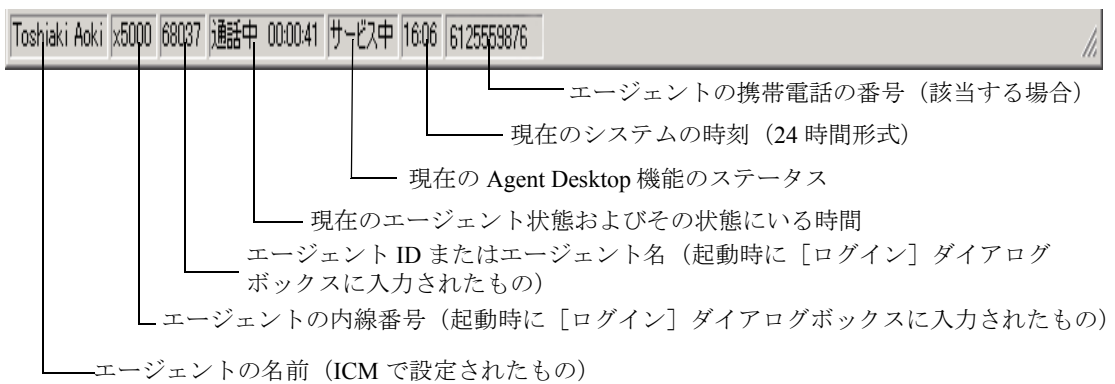 Toshiaki Aoki x5000 68037 通話中 00:00:41 サービス中 16:06 6125559876
エージェントの携帯電話の番号（該当する場合）
現在のシステムの時刻（24 時間形式）
現在の Agent Desktop 機能のステータス
現在のエージェント状態およびその状態にいる時間
エージェント ID またはエージェント名（起動時に［ログイン］ダイアログ
ボックスに入力されたもの）
エージェントの内線番号（起動時に［ログイン］ダイアログボックスに入力されたもの）
エージェントの名前（ICM で設定されたもの）